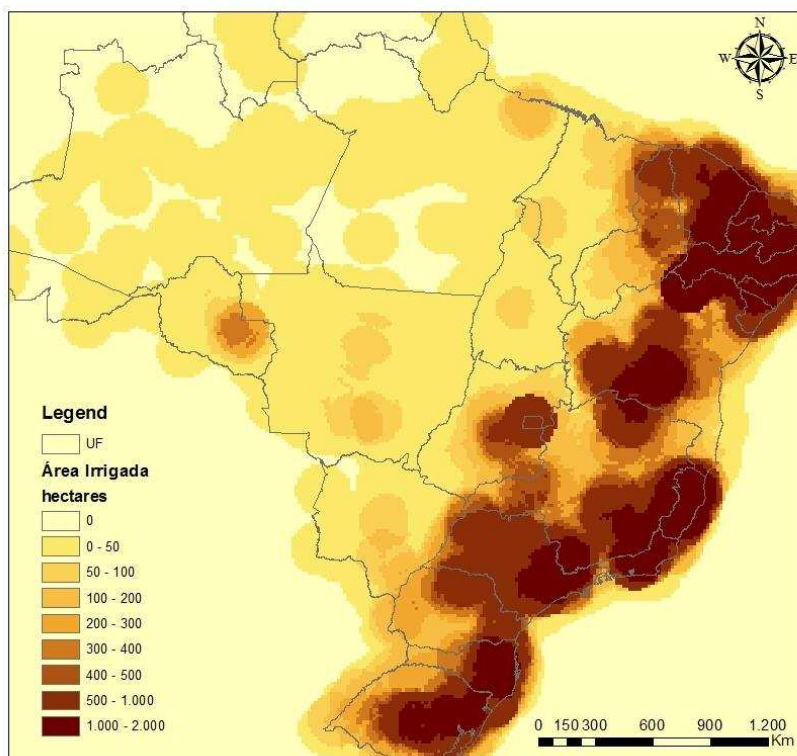 N
W E
S
Legend
UF
Área Irrigada
hectares
0
0 - 50
50 - 100
100 - 200
200 - 300
300 - 400
400 - 500
500 - 1.000
1.000 - 2.000
0 150 300 600 900 1.200
Km